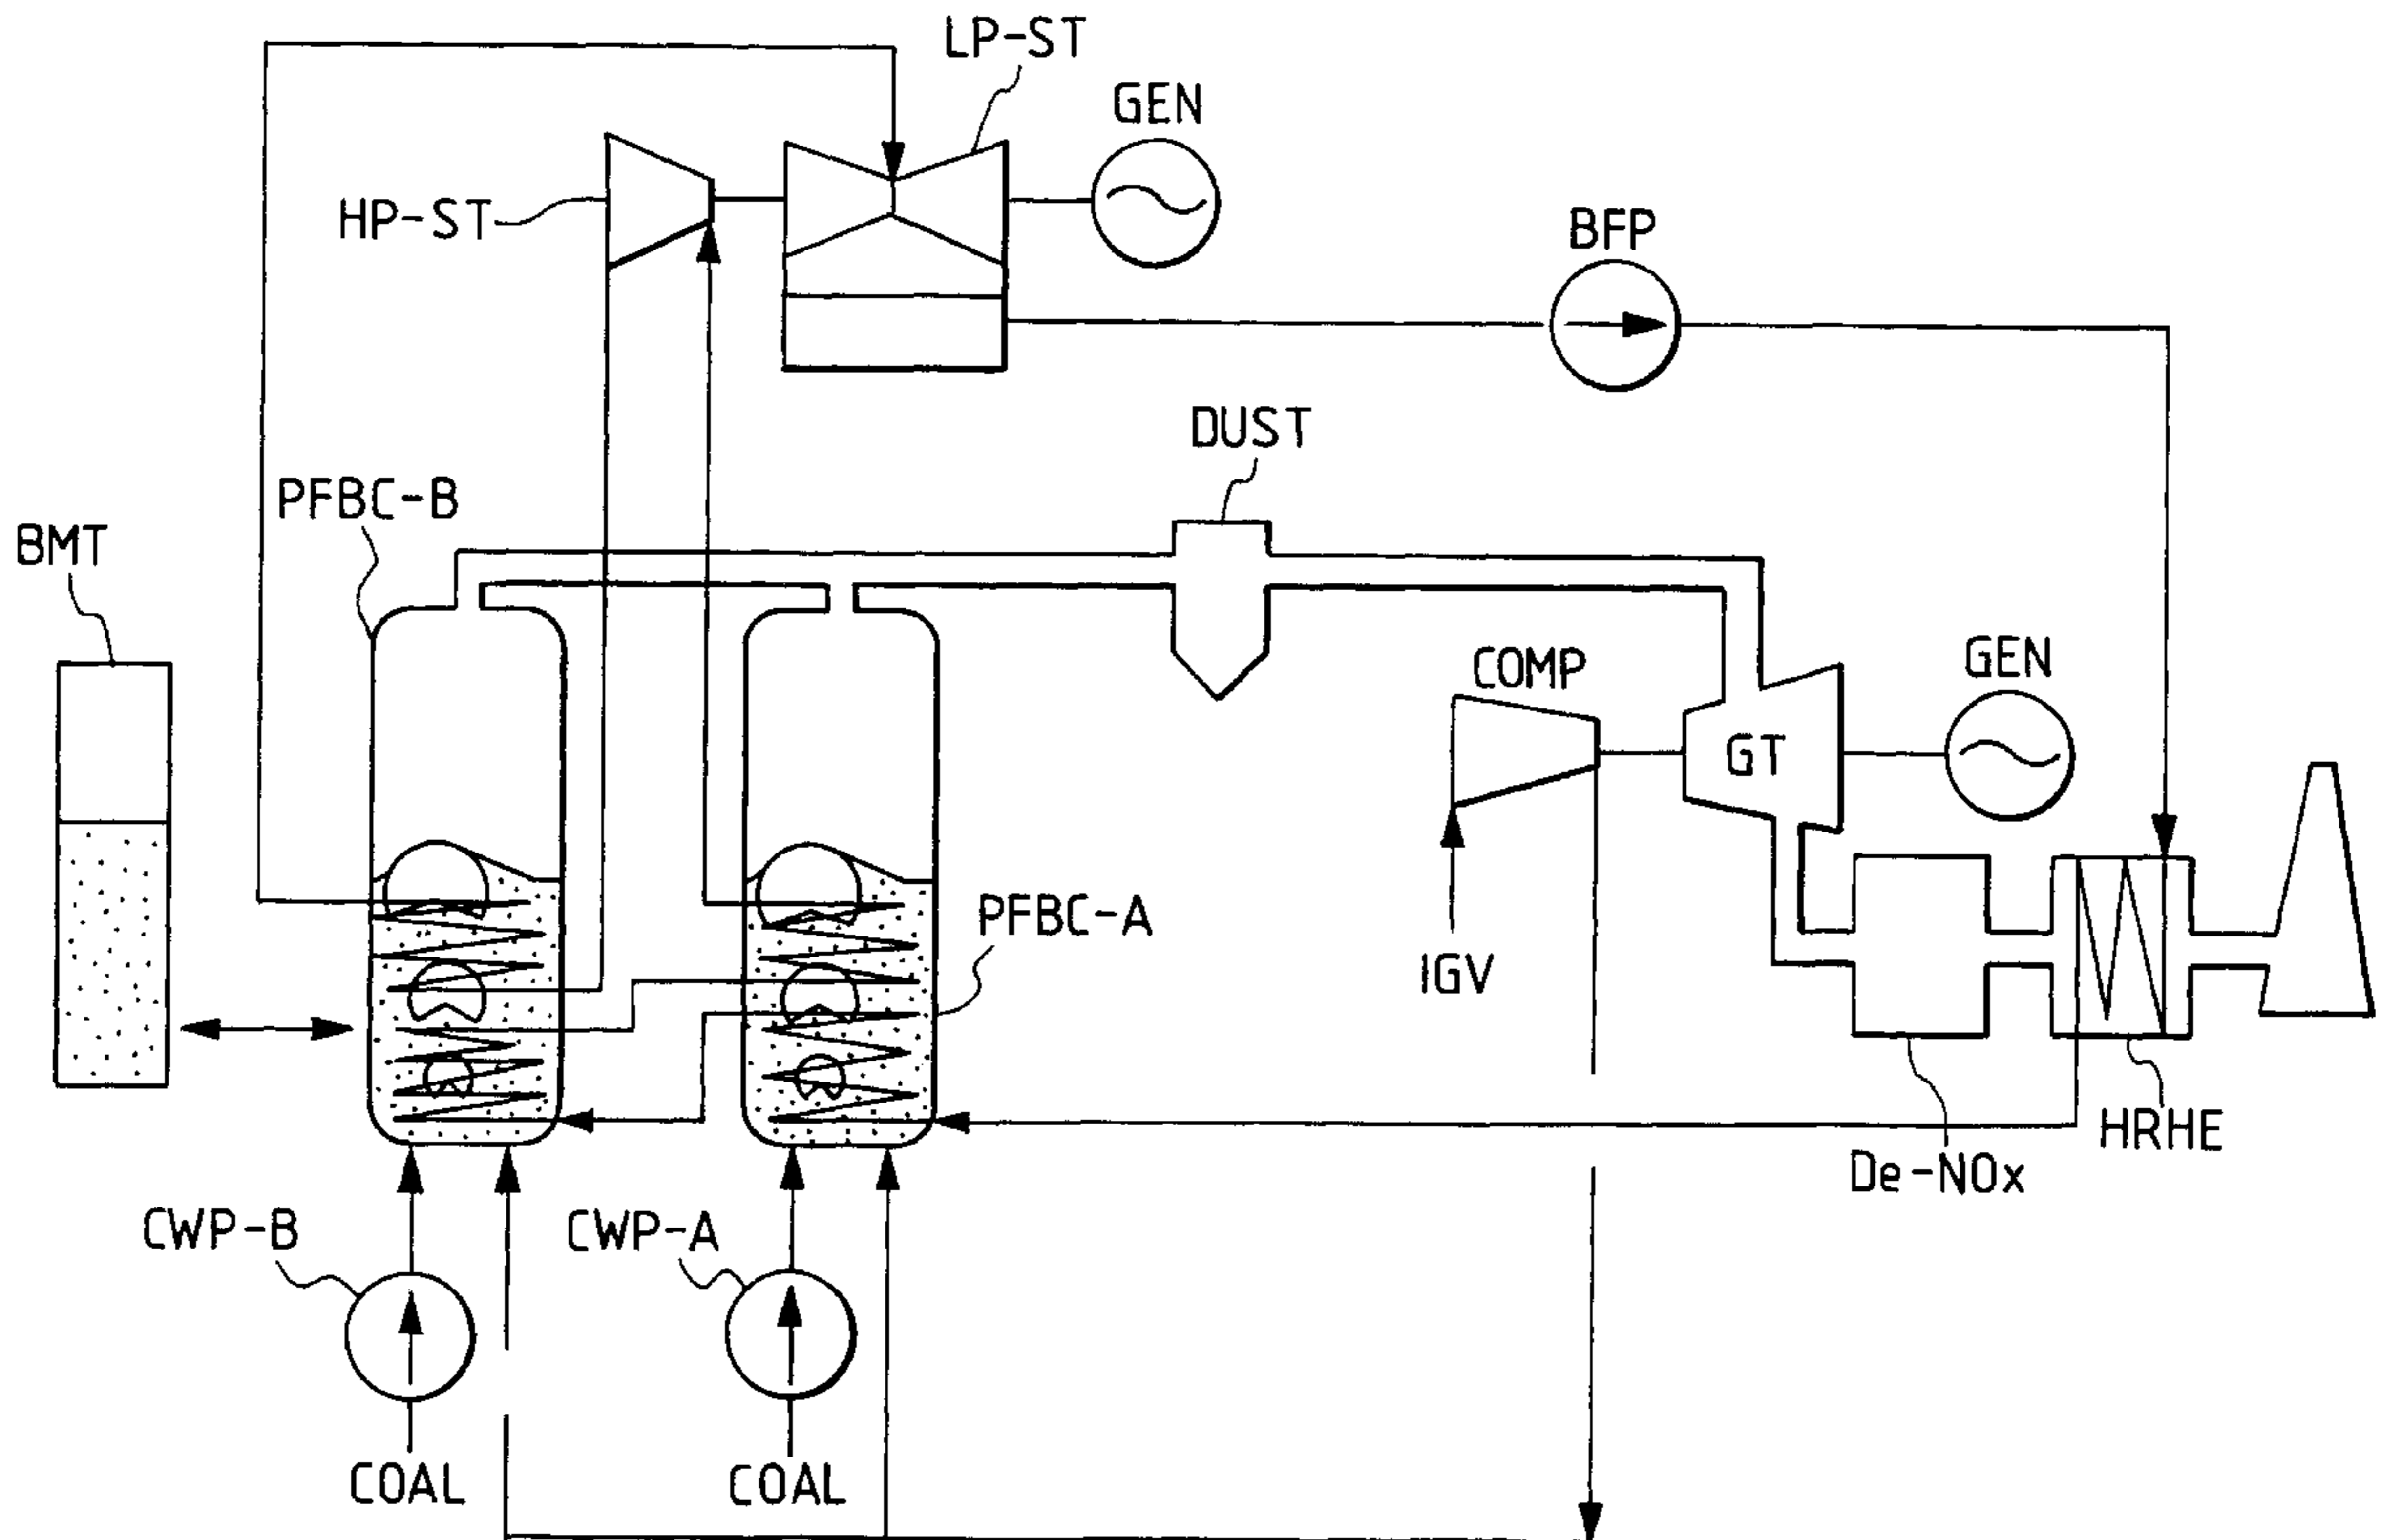 LP-ST
GEN
HP-ST
BFP
DUST
PFBC-B
BMT
COMP
GEN
GT
PFBC-A
IGV
HRHE
De-NOx
CWP-B
CWP-A
COAL
COAL